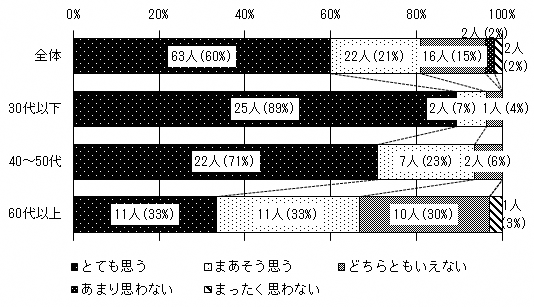 0% 20% 40% 60% 80% 100%
2人(2%)
全体 63人(60%) 22人(21%) 16人(15%) 2人
(2%)
30代以下 25人(89%) 2人(7%) 1人(4%)
40～50代 22人(71%) 7人(23%) 2人(6%)
60代以上 11人(33%) 11人(33%) 10人(30%) 1人
(3%)
とても思う まあそう思う どちらともいえない
あまり思わない まったく思わない